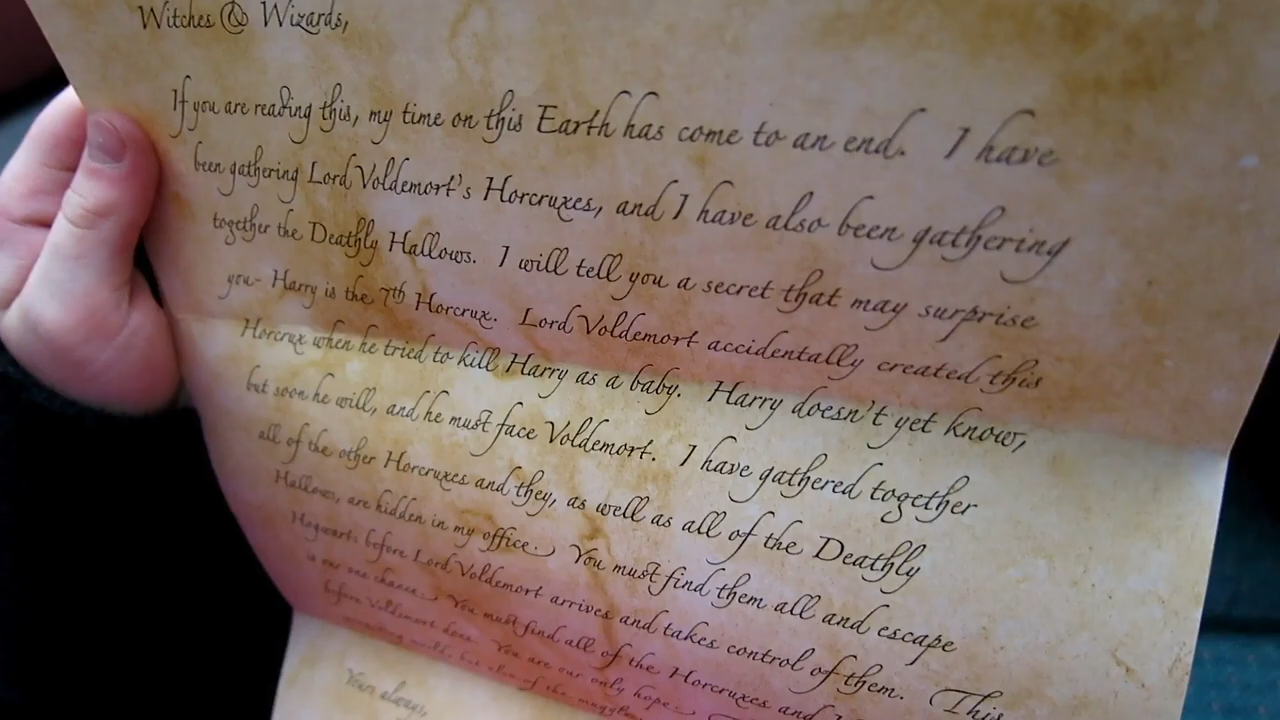 Witches & Wizards,
If you are reading this, my time on this Earth has come to an end. I have
been gathering Lord Voldemort's Horcruxes, and I have also been gathering
together the Deathly Hallows. I will tell you a secret that may surprise
you- Harry is the 7th Horcrux. Lord Voldemort accidentally created this
Horcrux when he tried to kill Harry as a baby. Harry doesn't yet know,
but soon he will, and he must face Voldemort. I have gathered together
all of the other Horcruxes and they, as well as all of the Deathly
Hallows, are hidden in my office. You must find them all and escape
Hogwarts before Lord Voldemort arrives and takes control of them. This
is our one chance. You must find all of the Horcruxes and
before Voldemort does. You are our only hope.
but also of the
Yours always,